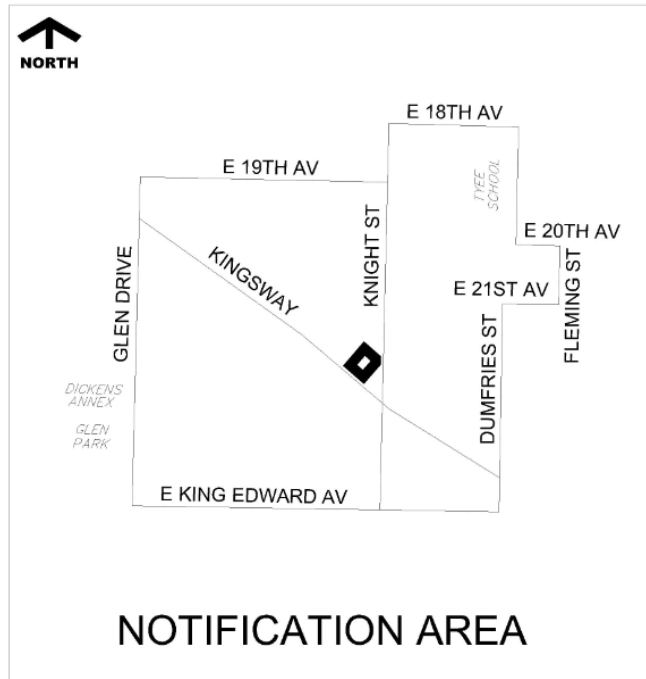 NORTH
E 18TH AV
E 19TH AV
TYEE
SCHOOL
KNIGHT ST
E 20TH AV
KINGSWAY
GLEN DRIVE
E 21ST AV
FLEMING ST
DUMFRIES ST
DICKENS
ANNEX
GLEN
PARK
E KING EDWARD AV
NOTIFICATION AREA